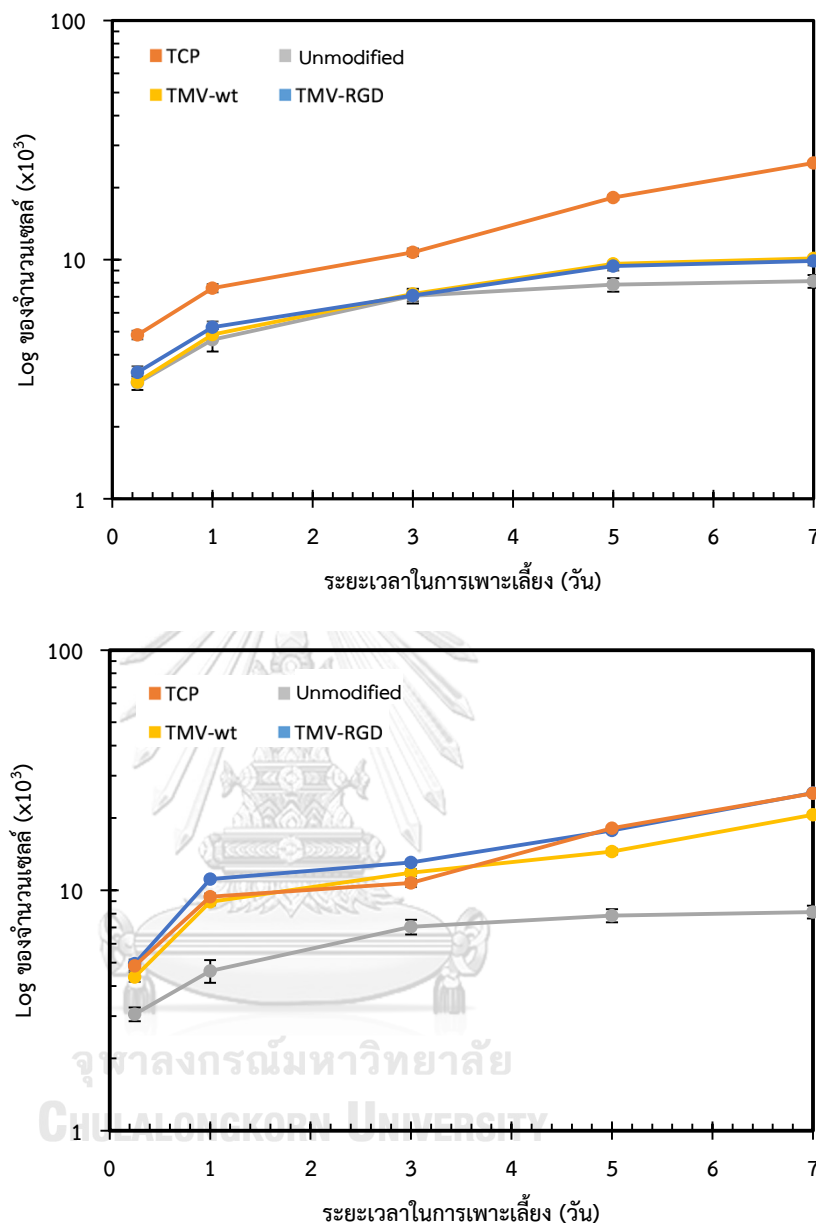 100
TCP Unmodified
TMV-wt TMV-RGD
10
1
Log ของจำนวนเซลล์ (x10³)
0 1 2 3 4 5 6 7
ระยะเวลาในการเพาะเลี้ยง (วัน)
100
TCP Unmodified
TMV-wt TMV-RGD
10
1
Log ของจำนวนเซลล์ (x10³)
จุฬาลงกรณ์มหาวิทยาลัย
CHULALONGKORN UNIVERSITY
0 1 2 3 4 5 6 7
ระยะเวลาในการเพาะเลี้ยง (วัน)